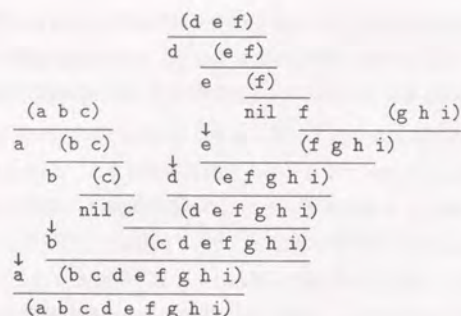 (d e f)
d (e f)
e (f)
nil f (g h i)
(a b c) ↓
a (b c) e (f g h i)
b (c) ↓ d (e f g h i)
nil c (d e f g h i)
↓ b (c d e f g h i)
↓ a (b c d e f g h i)
(a b c d e f g h i)